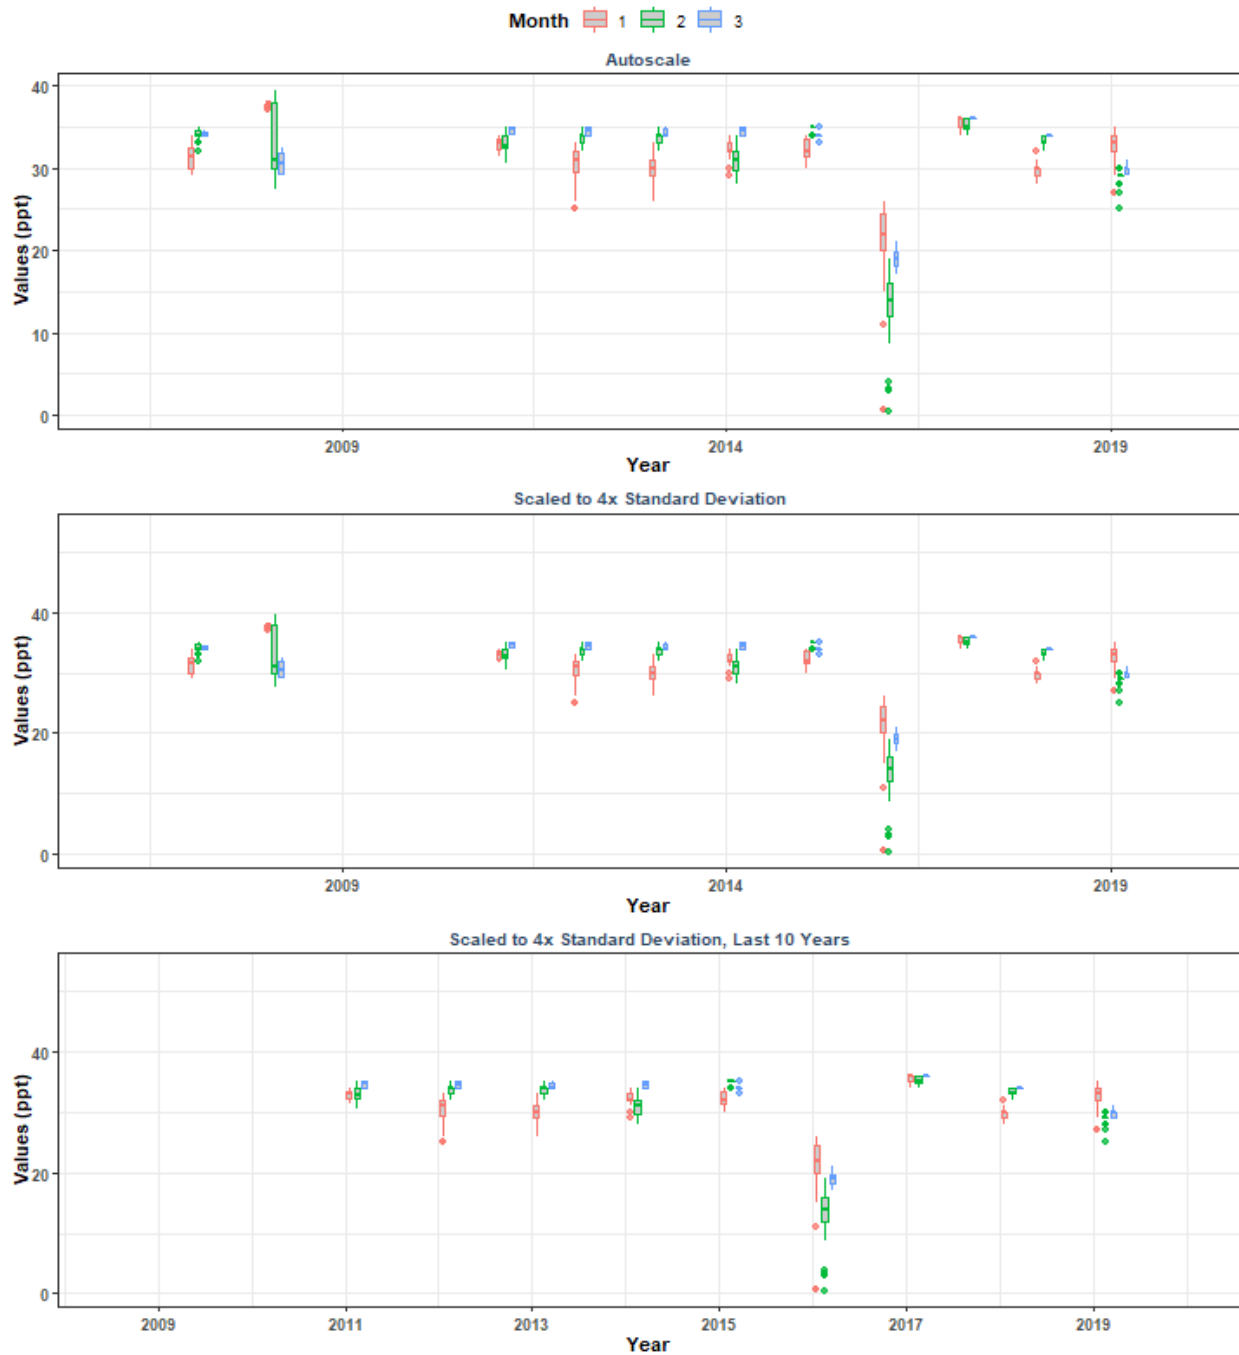 Month 1 2 3
Autoscale
40
30
20
10
0
Values (ppt)
2009 2014 2019
Year
Scaled to 4x Standard Deviation
40
20
0
Values (ppt)
2009 2014 2019
Year
Scaled to 4x Standard Deviation, Last 10 Years
40
20
0
Values (ppt)
2009 2011 2013 2015 2017 2019
Year